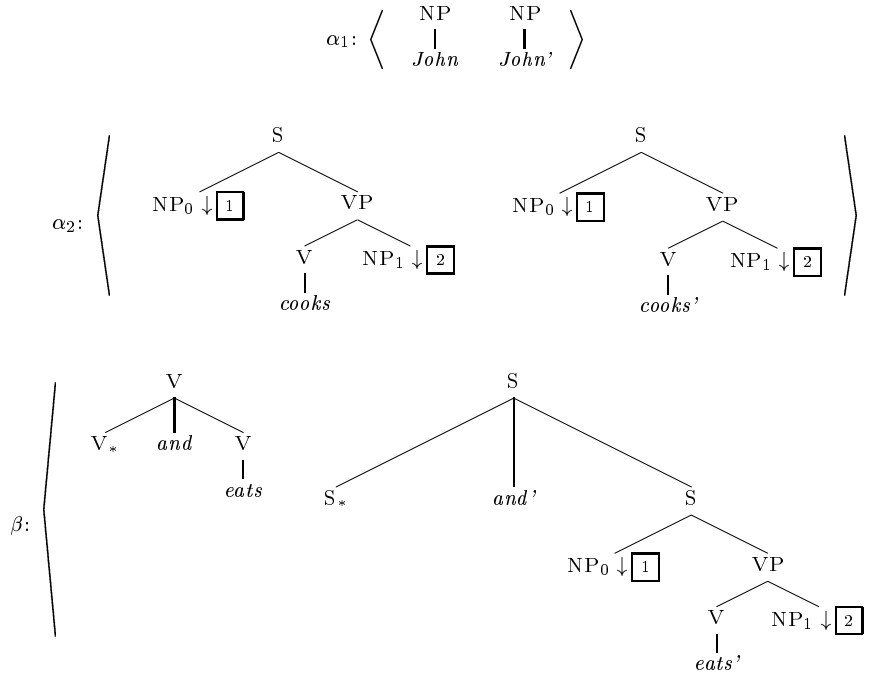 NP NP
α1: ⟨ John John' ⟩
S S
NP0 ↓ 1 VP NP0 ↓ 1 VP
α2:
V NP1 ↓ 2 V NP1 ↓ 2
cooks cooks'
V S
V* and V
eats S* and' S
β:
NP0 ↓ 1 VP
V NP1 ↓ 2
eats'